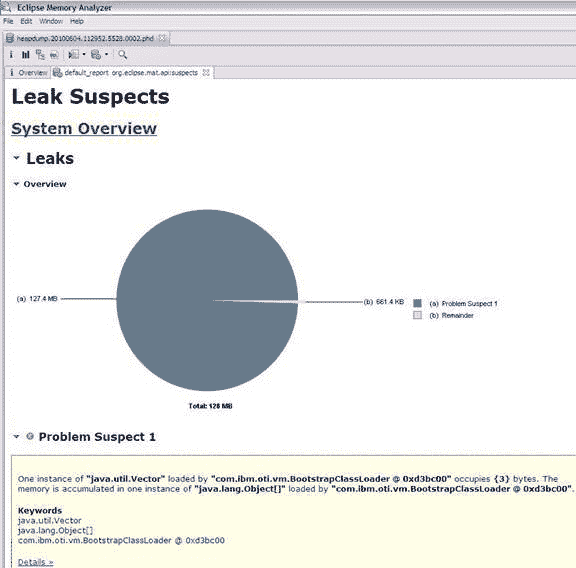 Eclipse Memory Analyzer
File Edit Window Help
heapdump.20100604.112952.5528.0002.phd
i Overview default_report org.eclipse.mat.api:suspects
Leak Suspects
System Overview
Leaks
Overview
(a) 127.4 MB
(b) 661.4 KB
(a) Problem Suspect 1
(b) Remainder
Total: 128 MB
Problem Suspect 1
One instance of "java.util.Vector" loaded by "com.ibm.oti.vm.BootstrapClassLoader @ 0xd3bc00" occupies {3} bytes. The
memory is accumulated in one instance of "java.lang.Object[]" loaded by "com.ibm.oti.vm.BootstrapClassLoader @ 0xd3bc00".
Keywords
java.util.Vector
java.lang.Object[]
com.ibm.oti.vm.BootstrapClassLoader @ 0xd3bc00
Details »